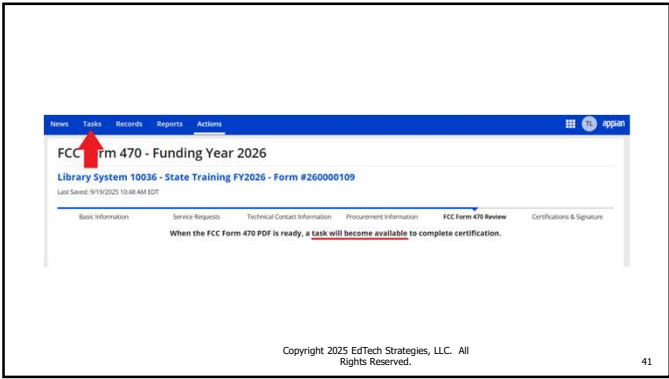 News Tasks Records Reports Actions TL appian
FCC Form 470 - Funding Year 2026
Library System 10036 - State Training FY2026 - Form #260000109
Last Saved: 9/19/2025 10:48 AM EDT
Basic Information Service Requests Technical Contact Information Procurement Information FCC Form 470 Review Certifications & Signature
When the FCC Form 470 PDF is ready, a task will become available to complete certification.
Copyright 2025 EdTech Strategies, LLC. All
Rights Reserved.
41